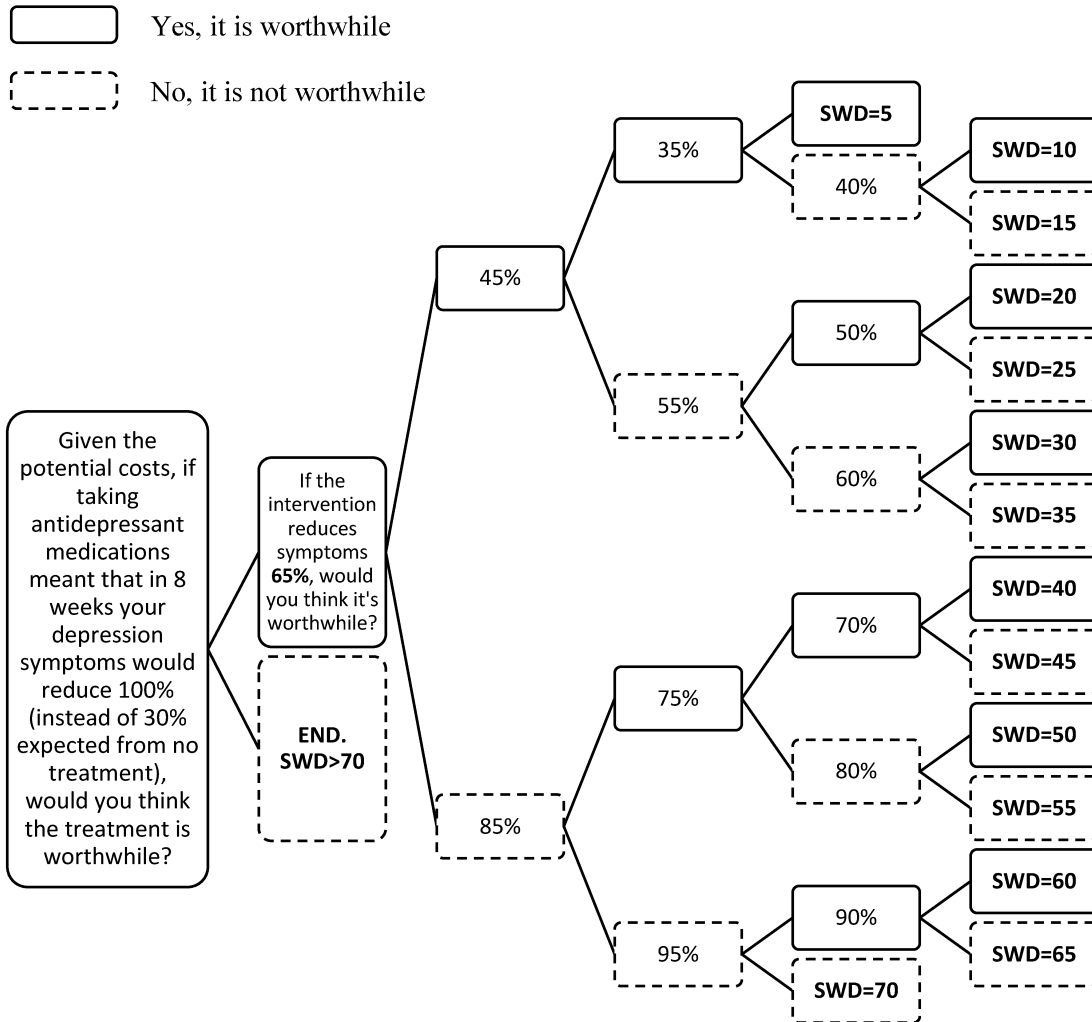 Yes, it is worthwhile
No, it is not worthwhile
Given the
potential costs, if
taking
antidepressant
medications
meant that in 8
weeks your
depression
symptoms would
reduce 100%
(instead of 30%
expected from no
treatment),
would you think
the treatment is
worthwhile?
If the
intervention
reduces
symptoms
65%, would
you think it's
worthwhile?
END.
SWD>70
45%
85%
35%
55%
75%
95%
SWD=5
40%
50%
60%
70%
80%
90%
SWD=70
SWD=10
SWD=15
SWD=20
SWD=25
SWD=30
SWD=35
SWD=40
SWD=45
SWD=50
SWD=55
SWD=60
SWD=65